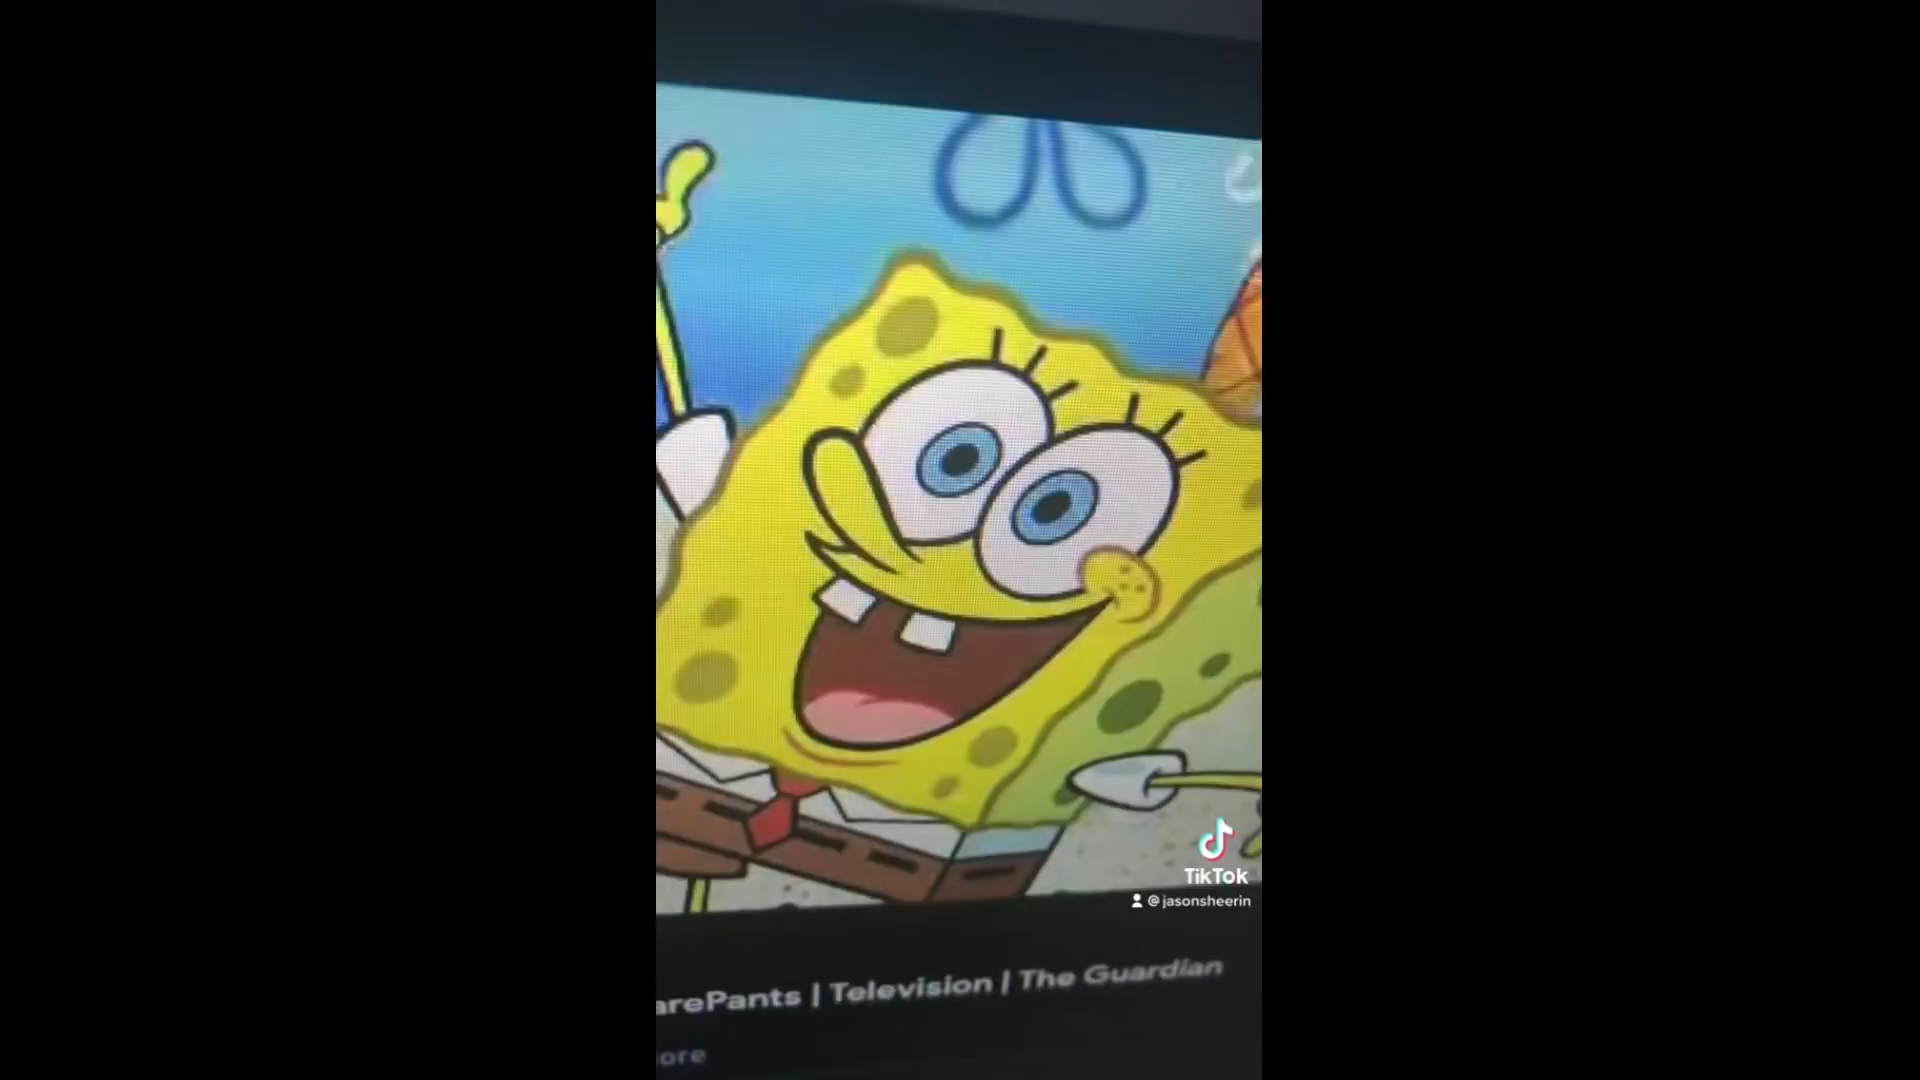 TikTok
@jasonsheerin
arePants | Television | The Guardian
ore